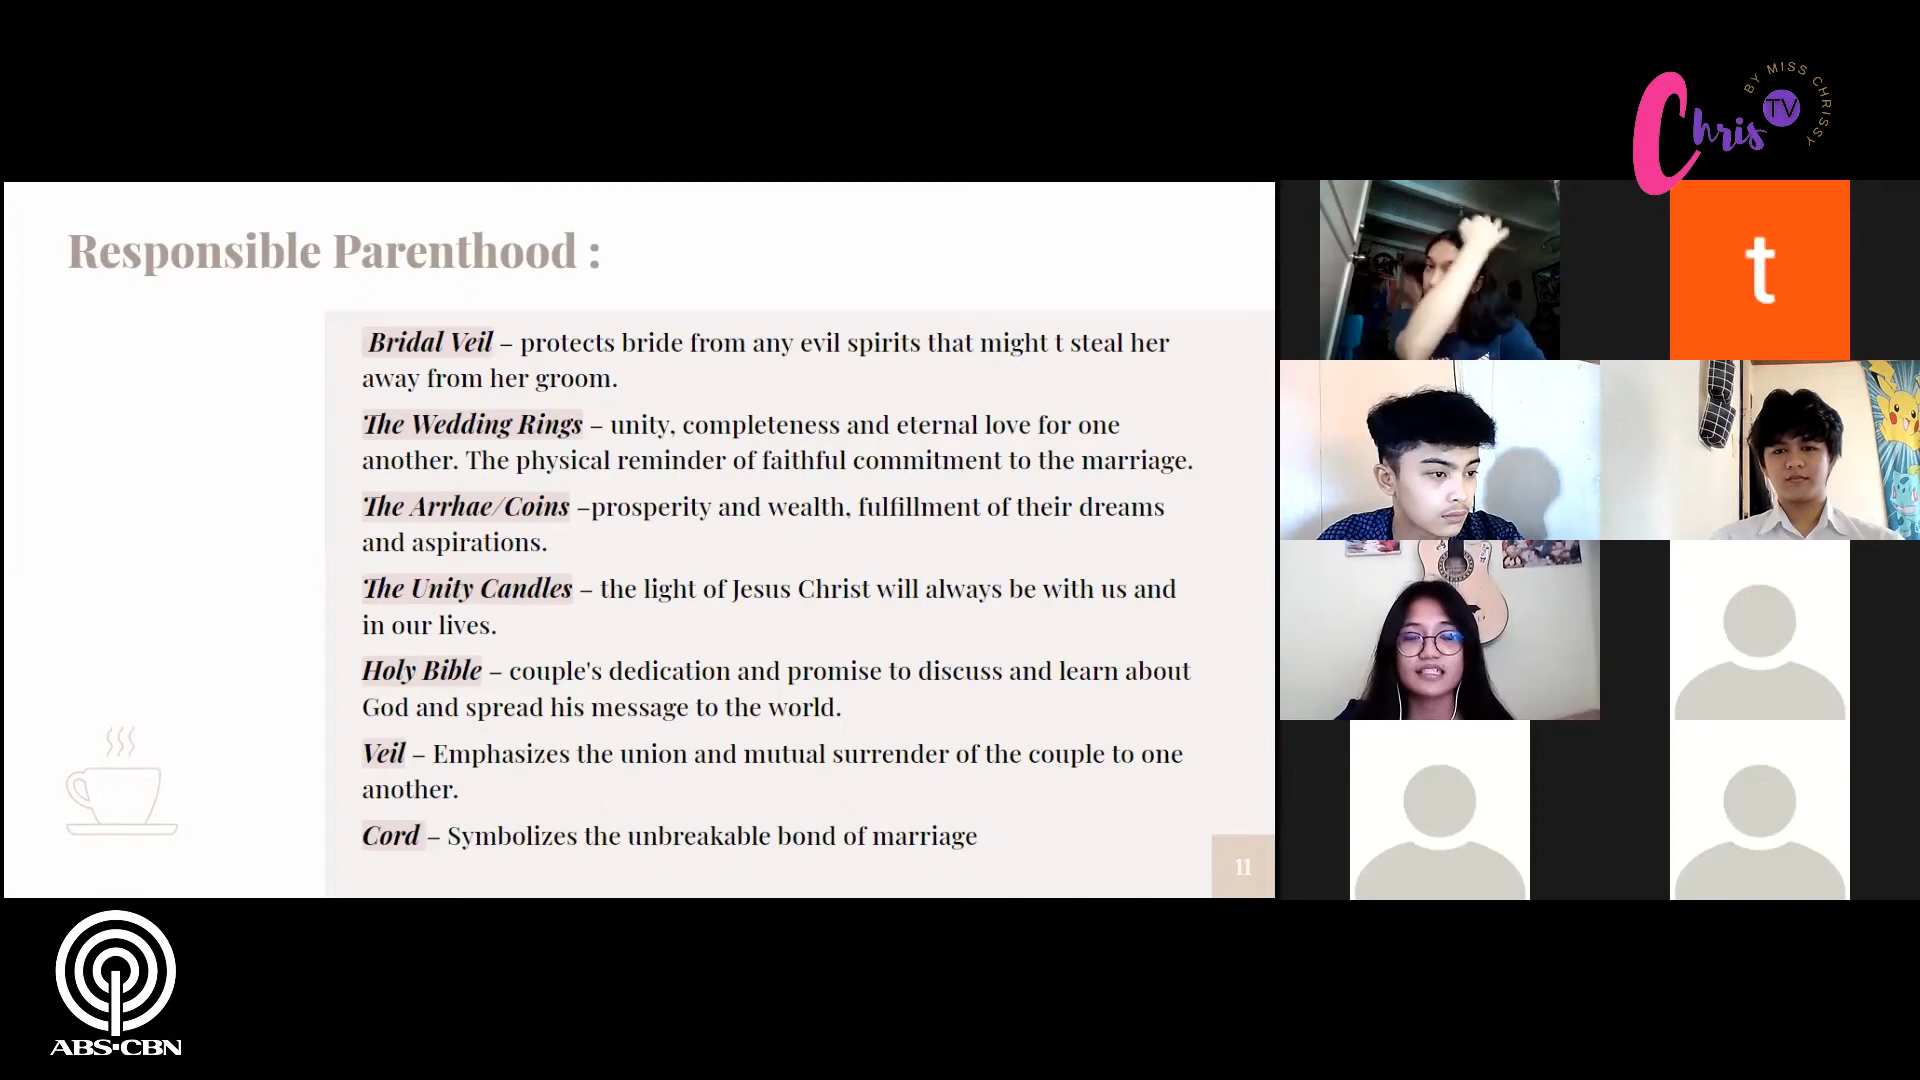 BY MISS CHRISSY
Chris TV
Responsible Parenthood :
t
Bridal Veil – protects bride from any evil spirits that might t steal her
away from her groom.
The Wedding Rings – unity, completeness and eternal love for one
another. The physical reminder of faithful commitment to the marriage.
The Arrhae/Coins –prosperity and wealth, fulfillment of their dreams
and aspirations.
The Unity Candles – the light of Jesus Christ will always be with us and
in our lives.
Holy Bible – couple's dedication and promise to discuss and learn about
God and spread his message to the world.
Veil – Emphasizes the union and mutual surrender of the couple to one
another.
Cord – Symbolizes the unbreakable bond of marriage
11
ABS-CBN